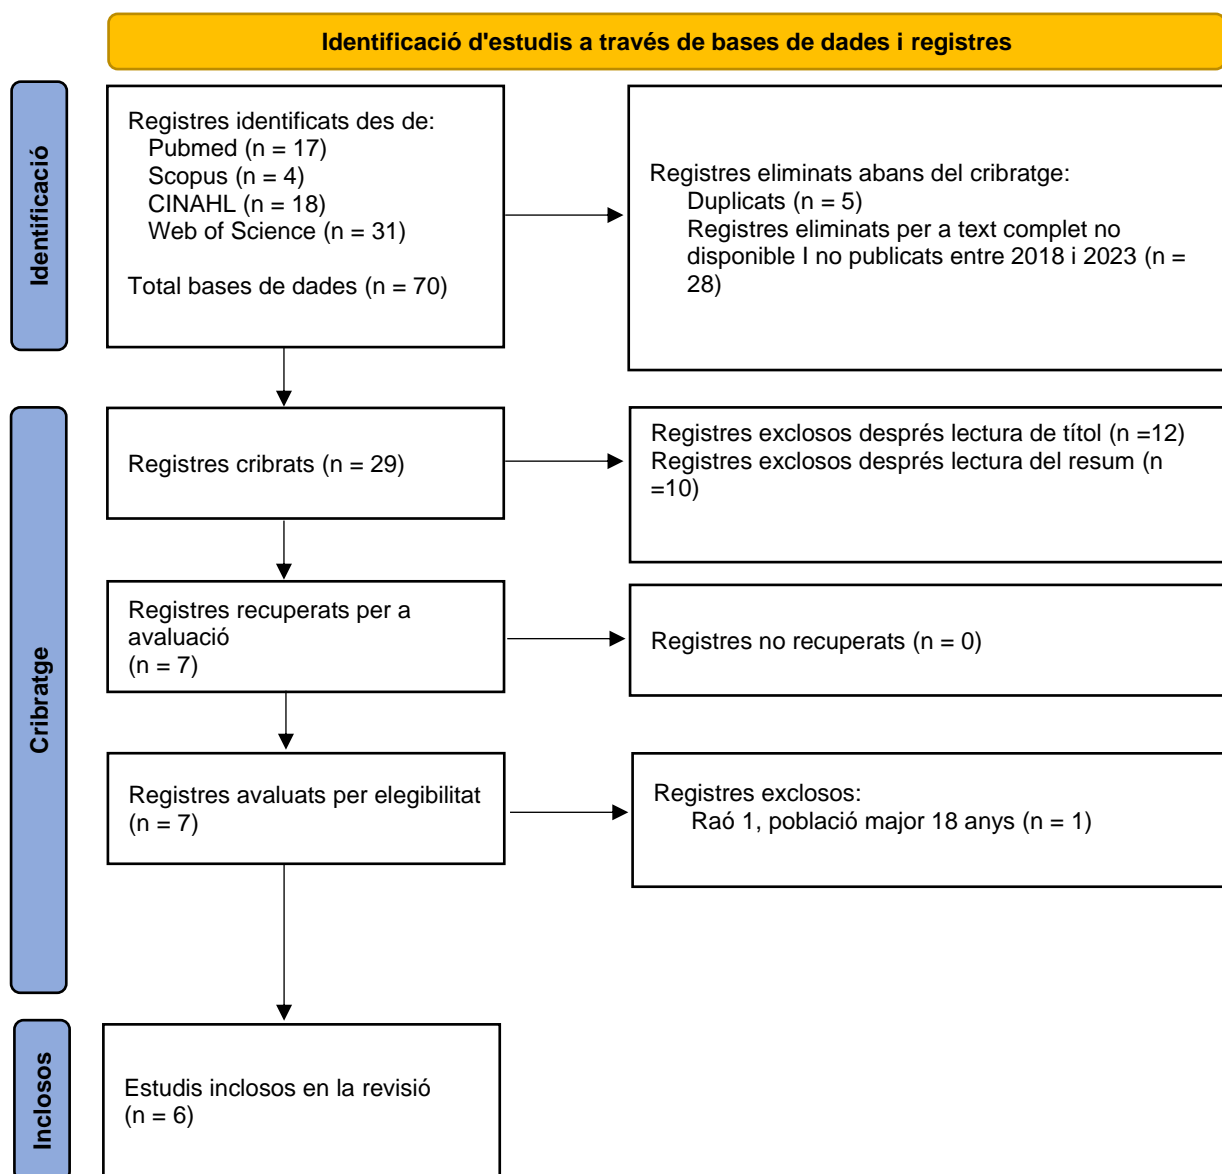 Identificació d'estudis a través de bases de dades i registres
Identificació
Registres identificats des de:
Pubmed (n = 17)
Scopus (n = 4)
CINAHL (n = 18)
Web of Science (n = 31)
Total bases de dades (n = 70)
Registres eliminats abans del cribratge:
Duplicats (n = 5)
Registres eliminats per a text complet no
disponible I no publicats entre 2018 i 2023 (n =
28)
Cribratge
Registres cribrats (n = 29)
Registres exclosos després lectura de títol (n =12)
Registres exclosos després lectura del resum (n
=10)
Registres recuperats per a
avaluació
(n = 7)
Registres no recuperats (n = 0)
Registres avaluats per elegibilitat
(n = 7)
Registres exclosos:
Raó 1, població major 18 anys (n = 1)
Inclosos
Estudis inclosos en la revisió
(n = 6)